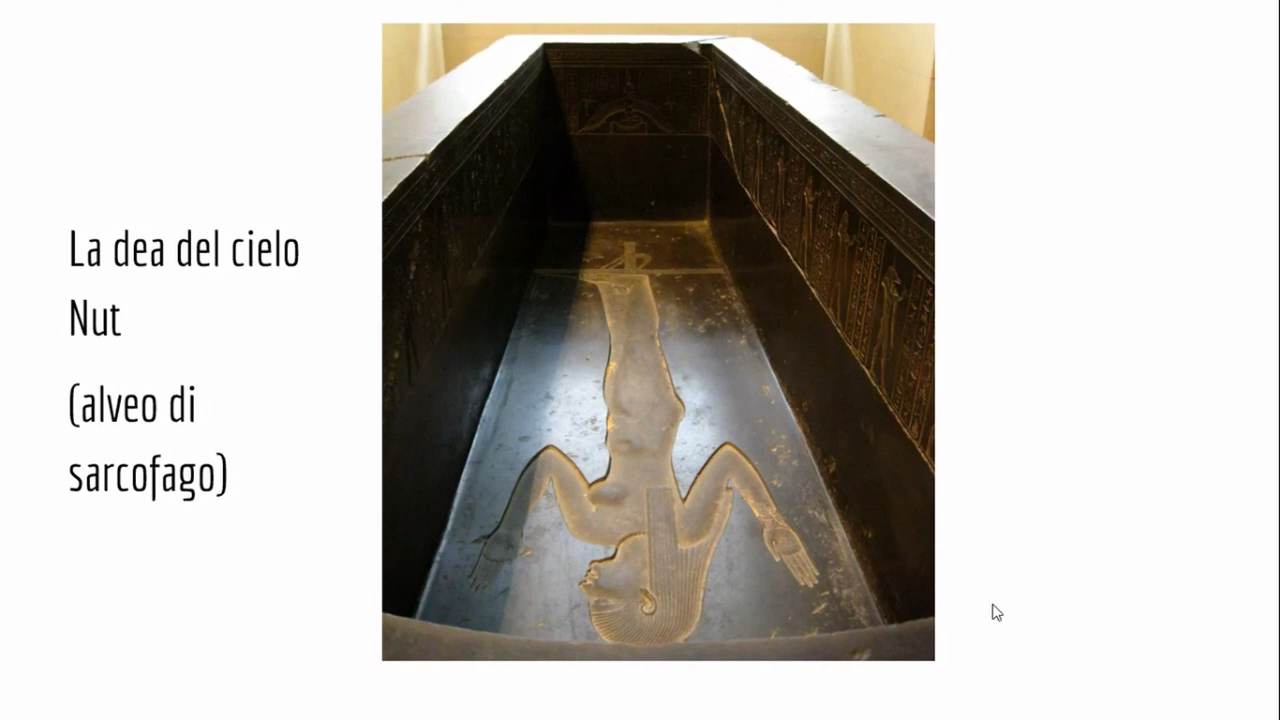 La dea del cielo
Nut
(alveo di
sarcofago)